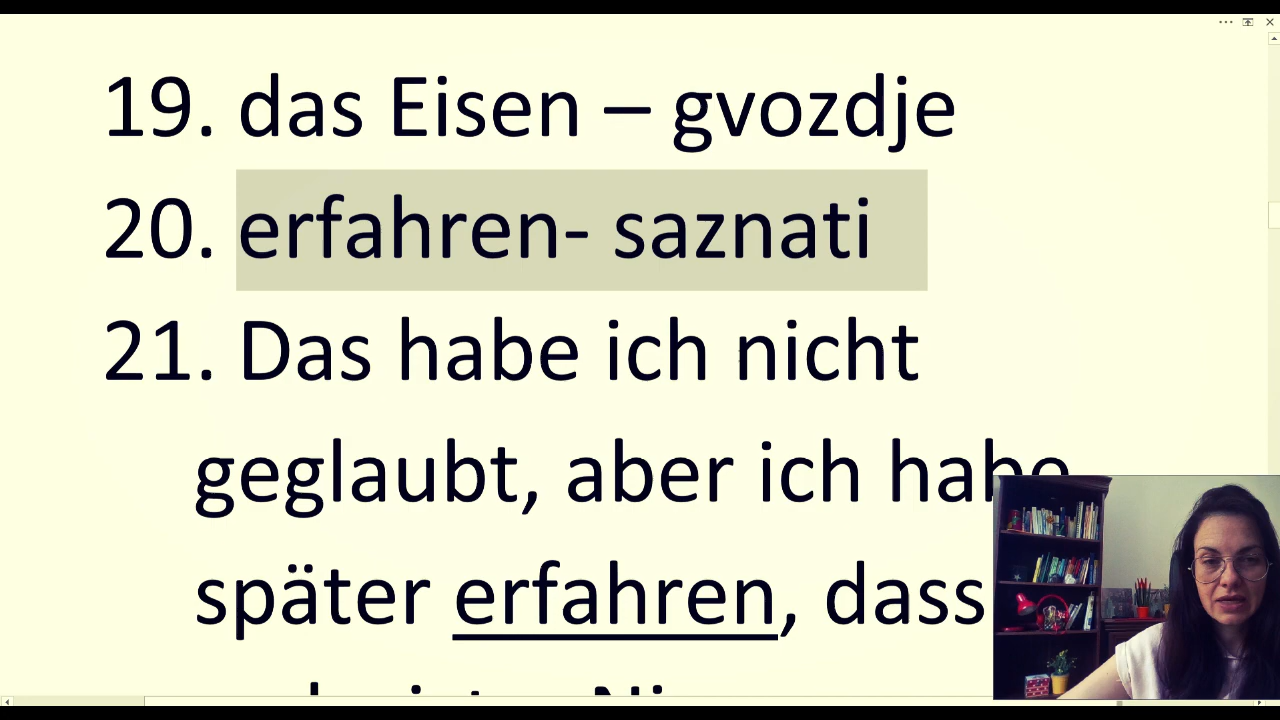 19. das Eisen – gvozdje
20. erfahren- saznati
21. Das habe ich nicht
geglaubt, aber ich habe
später erfahren, dass